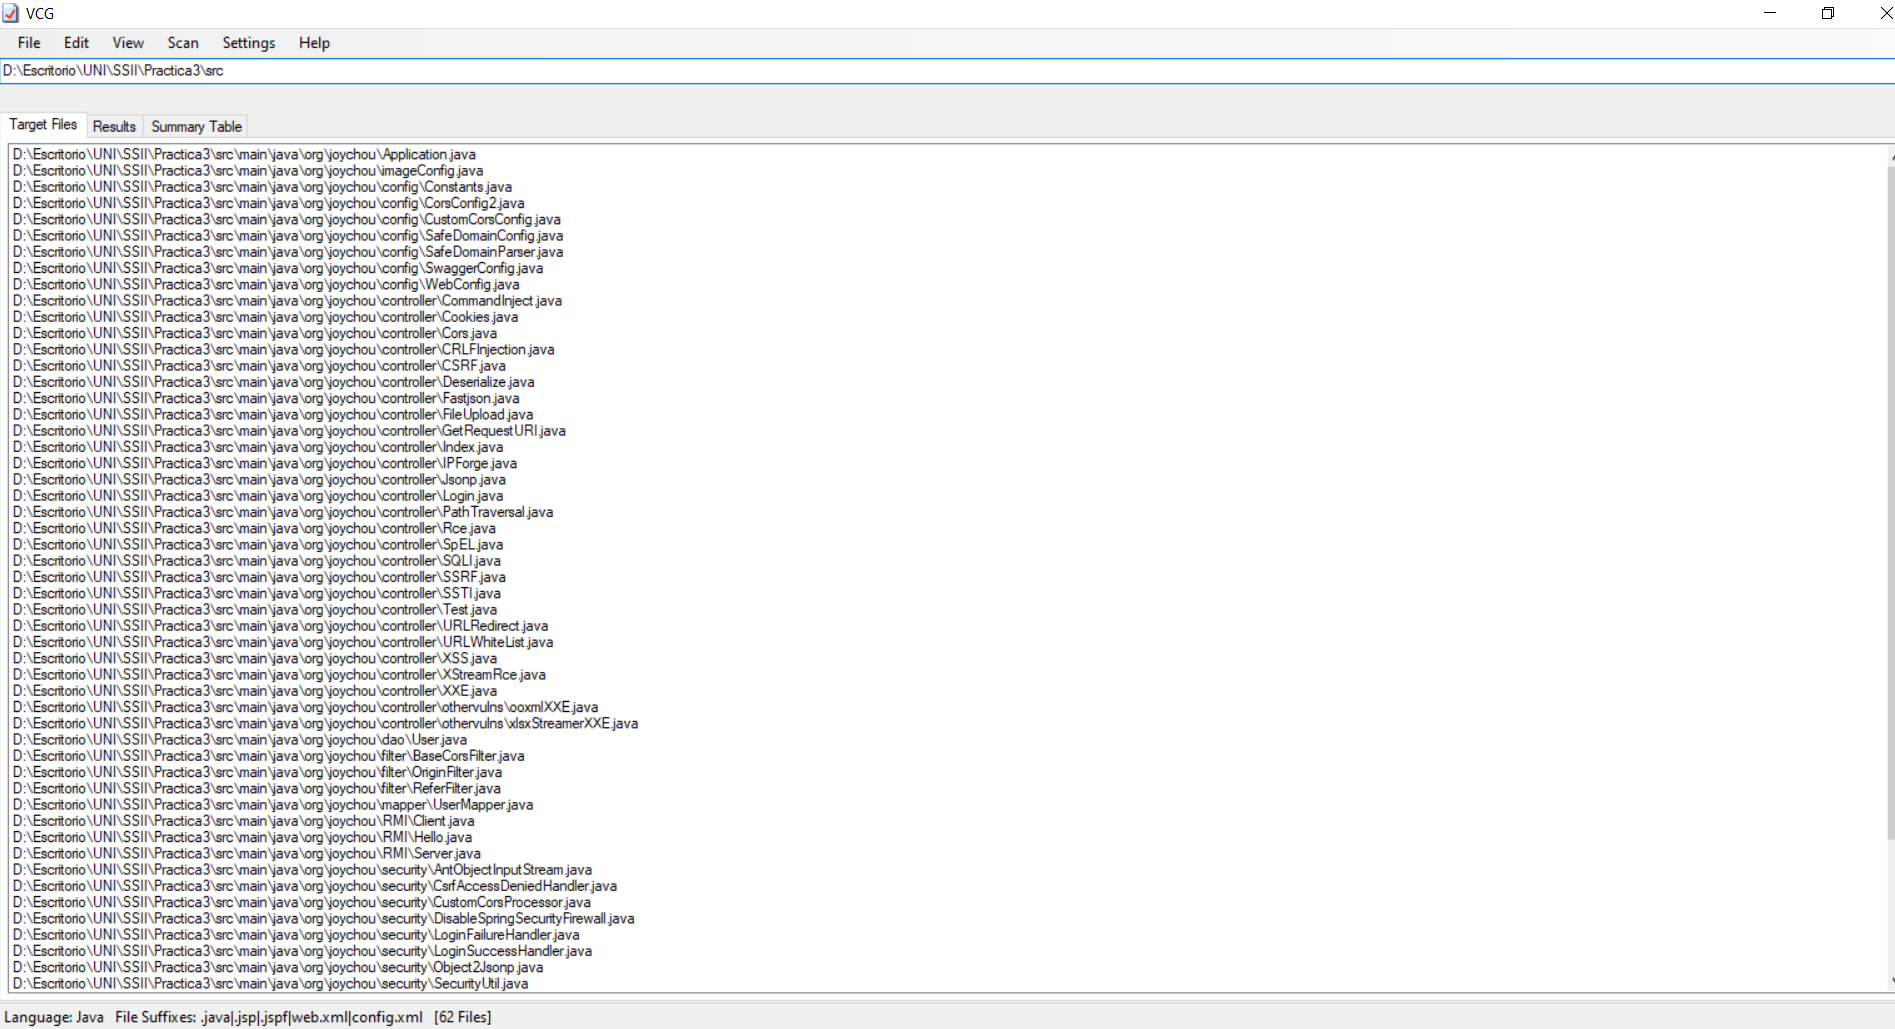 VCG
File Edit View Scan Settings Help
D:\Escritorio\UNI\SSII\Practica3\src
Target Files Results Summary Table
D:\Escritorio\UNI\SSII\Practica3\src\main\java\org\joychou\Application.java
D:\Escritorio\UNI\SSII\Practica3\src\main\java\org\joychou\imageConfig.java
D:\Escritorio\UNI\SSII\Practica3\src\main\java\org\joychou\config\Constants.java
D:\Escritorio\UNI\SSII\Practica3\src\main\java\org\joychou\config\CorsConfig2.java
D:\Escritorio\UNI\SSII\Practica3\src\main\java\org\joychou\config\CustomCorsConfig.java
D:\Escritorio\UNI\SSII\Practica3\src\main\java\org\joychou\config\SafeDomainConfig.java
D:\Escritorio\UNI\SSII\Practica3\src\main\java\org\joychou\config\SafeDomainParser.java
D:\Escritorio\UNI\SSII\Practica3\src\main\java\org\joychou\config\SwaggerConfig.java
D:\Escritorio\UNI\SSII\Practica3\src\main\java\org\joychou\config\WebConfig.java
D:\Escritorio\UNI\SSII\Practica3\src\main\java\org\joychou\controller\CommandInject.java
D:\Escritorio\UNI\SSII\Practica3\src\main\java\org\joychou\controller\Cookies.java
D:\Escritorio\UNI\SSII\Practica3\src\main\java\org\joychou\controller\Cors.java
D:\Escritorio\UNI\SSII\Practica3\src\main\java\org\joychou\controller\CRLFInjection.java
D:\Escritorio\UNI\SSII\Practica3\src\main\java\org\joychou\controller\CSRF.java
D:\Escritorio\UNI\SSII\Practica3\src\main\java\org\joychou\controller\Deserialize.java
D:\Escritorio\UNI\SSII\Practica3\src\main\java\org\joychou\controller\Fastjson.java
D:\Escritorio\UNI\SSII\Practica3\src\main\java\org\joychou\controller\FileUpload.java
D:\Escritorio\UNI\SSII\Practica3\src\main\java\org\joychou\controller\GetRequestURI.java
D:\Escritorio\UNI\SSII\Practica3\src\main\java\org\joychou\controller\Index.java
D:\Escritorio\UNI\SSII\Practica3\src\main\java\org\joychou\controller\IPForge.java
D:\Escritorio\UNI\SSII\Practica3\src\main\java\org\joychou\controller\Jsonp.java
D:\Escritorio\UNI\SSII\Practica3\src\main\java\org\joychou\controller\Login.java
D:\Escritorio\UNI\SSII\Practica3\src\main\java\org\joychou\controller\PathTraversal.java
D:\Escritorio\UNI\SSII\Practica3\src\main\java\org\joychou\controller\Rce.java
D:\Escritorio\UNI\SSII\Practica3\src\main\java\org\joychou\controller\SpEL.java
D:\Escritorio\UNI\SSII\Practica3\src\main\java\org\joychou\controller\SQLI.java
D:\Escritorio\UNI\SSII\Practica3\src\main\java\org\joychou\controller\SSRF.java
D:\Escritorio\UNI\SSII\Practica3\src\main\java\org\joychou\controller\SSTI.java
D:\Escritorio\UNI\SSII\Practica3\src\main\java\org\joychou\controller\Test.java
D:\Escritorio\UNI\SSII\Practica3\src\main\java\org\joychou\controller\URLRedirect.java
D:\Escritorio\UNI\SSII\Practica3\src\main\java\org\joychou\controller\URLWhiteList.java
D:\Escritorio\UNI\SSII\Practica3\src\main\java\org\joychou\controller\XSS.java
D:\Escritorio\UNI\SSII\Practica3\src\main\java\org\joychou\controller\XStreamRce.java
D:\Escritorio\UNI\SSII\Practica3\src\main\java\org\joychou\controller\XXE.java
D:\Escritorio\UNI\SSII\Practica3\src\main\java\org\joychou\controller\othervulns\ooxmlXXE.java
D:\Escritorio\UNI\SSII\Practica3\src\main\java\org\joychou\controller\othervulns\xlsxStreamerXXE.java
D:\Escritorio\UNI\SSII\Practica3\src\main\java\org\joychou\dao\User.java
D:\Escritorio\UNI\SSII\Practica3\src\main\java\org\joychou\filter\BaseCorsFilter.java
D:\Escritorio\UNI\SSII\Practica3\src\main\java\org\joychou\filter\OriginFilter.java
D:\Escritorio\UNI\SSII\Practica3\src\main\java\org\joychou\filter\ReferFilter.java
D:\Escritorio\UNI\SSII\Practica3\src\main\java\org\joychou\mapper\UserMapper.java
D:\Escritorio\UNI\SSII\Practica3\src\main\java\org\joychou\RMI\Client.java
D:\Escritorio\UNI\SSII\Practica3\src\main\java\org\joychou\RMI\Hello.java
D:\Escritorio\UNI\SSII\Practica3\src\main\java\org\joychou\RMI\Server.java
D:\Escritorio\UNI\SSII\Practica3\src\main\java\org\joychou\security\AntObjectInputStream.java
D:\Escritorio\UNI\SSII\Practica3\src\main\java\org\joychou\security\CsrfAccessDeniedHandler.java
D:\Escritorio\UNI\SSII\Practica3\src\main\java\org\joychou\security\CustomCorsProcessor.java
D:\Escritorio\UNI\SSII\Practica3\src\main\java\org\joychou\security\DisableSpringSecurityFirewall.java
D:\Escritorio\UNI\SSII\Practica3\src\main\java\org\joychou\security\LoginFailureHandler.java
D:\Escritorio\UNI\SSII\Practica3\src\main\java\org\joychou\security\LoginSuccessHandler.java
D:\Escritorio\UNI\SSII\Practica3\src\main\java\org\joychou\security\Object2Jsonp.java
D:\Escritorio\UNI\SSII\Practica3\src\main\java\org\joychou\security\SecurityUtil.java
Language: Java File Suffixes: .java|.jsp|.jspf|web.xml|config.xml [62 Files]